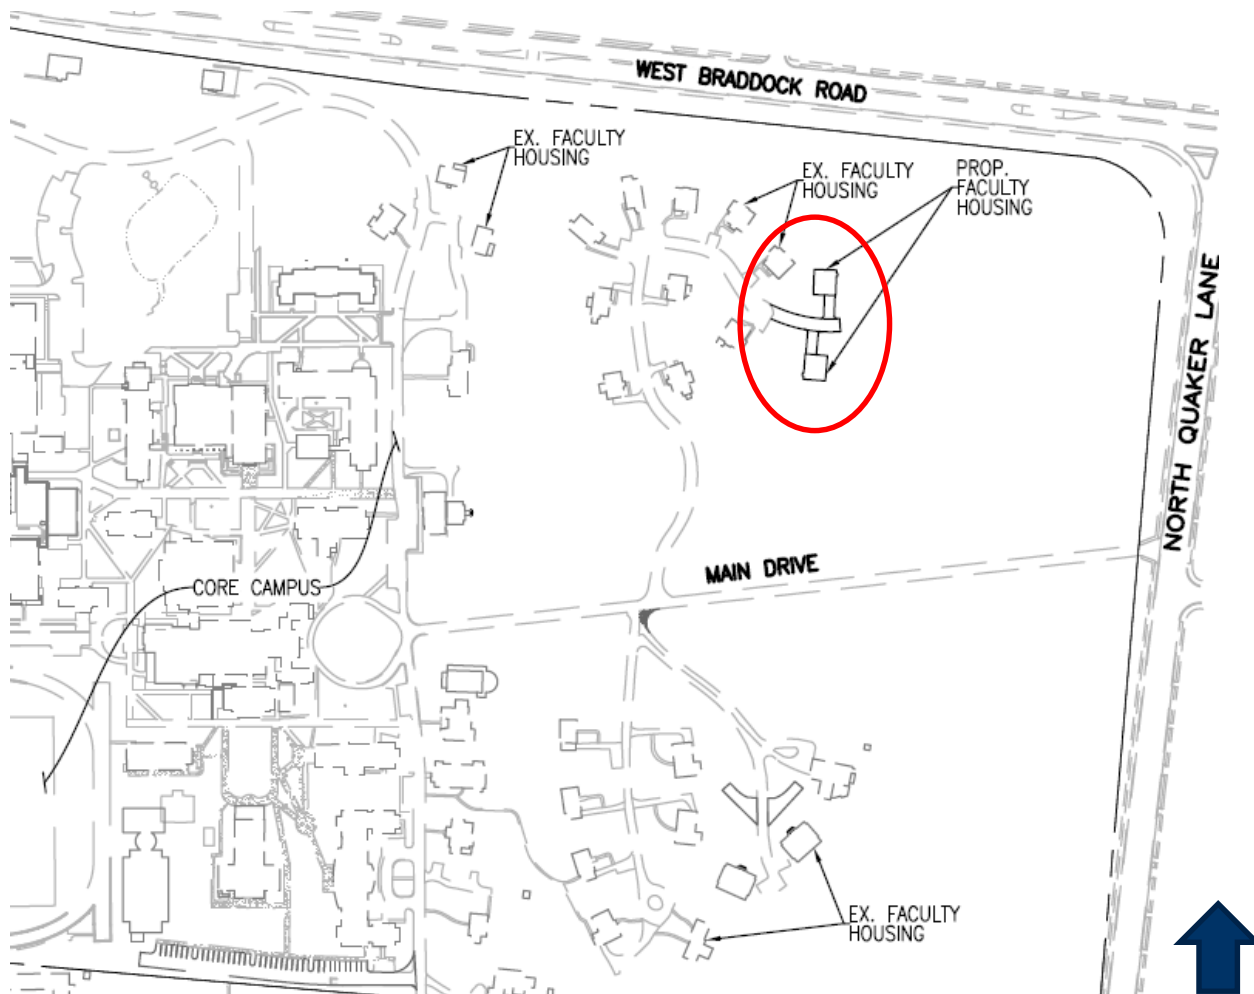 WEST BRADDOCK ROAD
EX. FACULTY
HOUSING
EX. FACULTY
HOUSING
PROP.
FACULTY
HOUSING
NORTH QUAKER LANE
MAIN DRIVE
CORE CAMPUS
EX. FACULTY
HOUSING